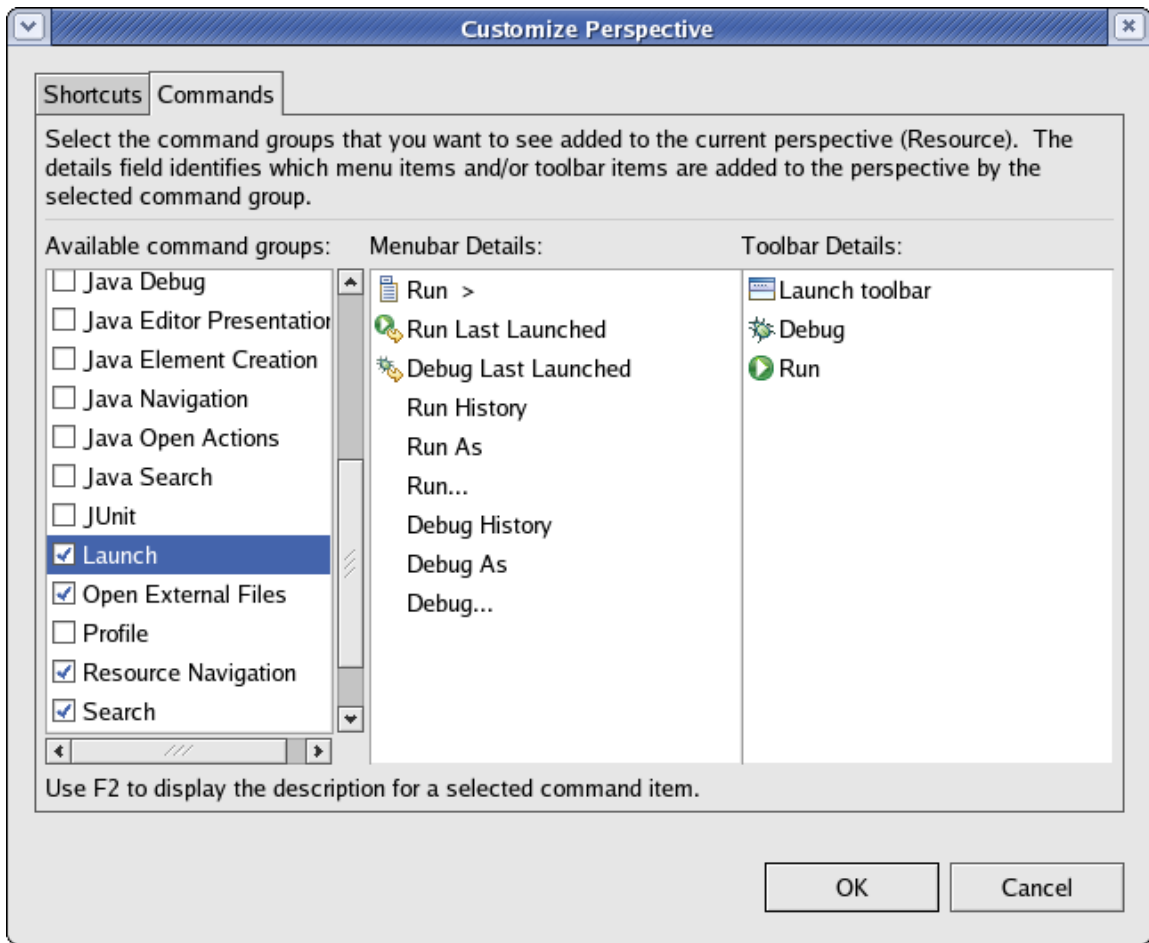 Customize Perspective
Shortcuts
Commands
Select the command groups that you want to see added to the current perspective (Resource).  The
details field identifies which menu items and/or toolbar items are added to the perspective by the
selected command group.
Available command groups:
Java Debug
Java Editor Presentation
Java Element Creation
Java Navigation
Java Open Actions
Java Search
JUnit
Launch
Open External Files
Profile
Resource Navigation
Search
Menubar Details:
Run  >
Run Last Launched
Debug Last Launched
Run History
Run As
Run...
Debug History
Debug As
Debug...
Toolbar Details:
Launch toolbar
Debug
Run
Use F2 to display the description for a selected command item.
OK
Cancel